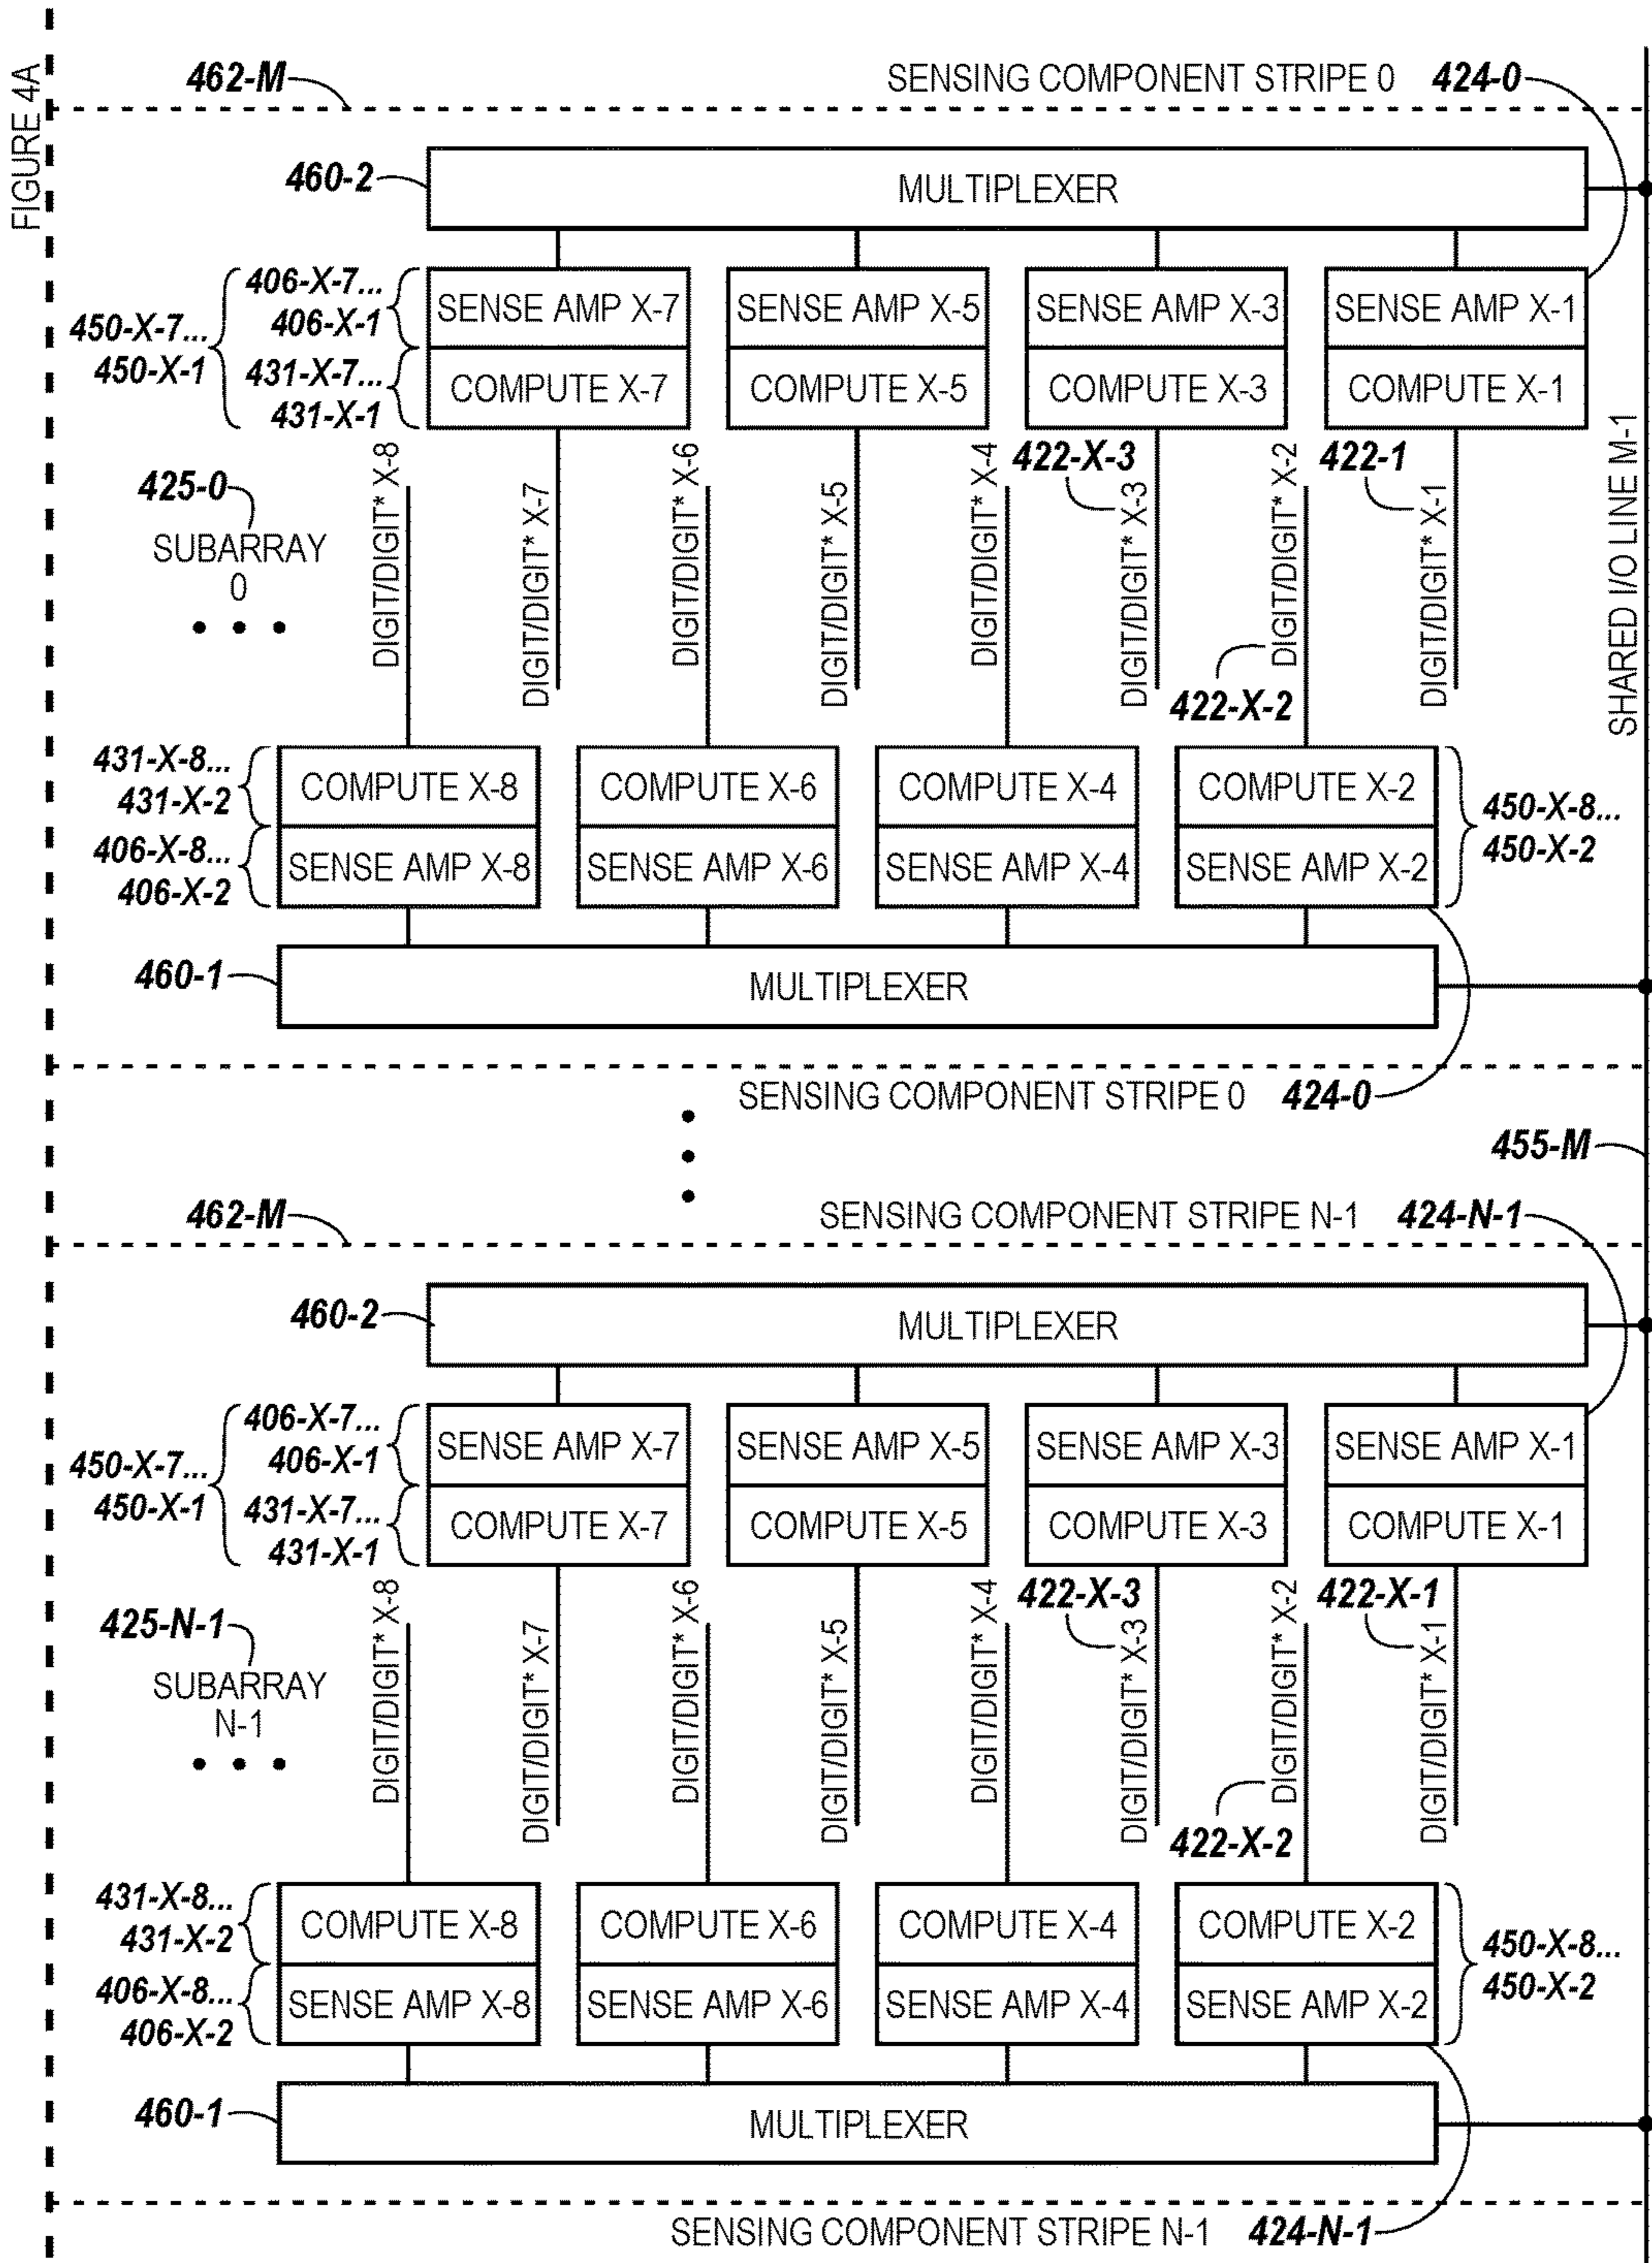 FIGURE 4A
462-M
SENSING COMPONENT STRIPE 0 424-0
460-2
MULTIPLEXER
450-X-7...
450-X-1
406-X-7...
406-X-1
431-X-7...
431-X-1
SENSE AMP X-7
SENSE AMP X-5
SENSE AMP X-3
SENSE AMP X-1
COMPUTE X-7
COMPUTE X-5
COMPUTE X-3
COMPUTE X-1
425-0
SUBARRAY
0
DIGIT/DIGIT* X-8
DIGIT/DIGIT* X-7
DIGIT/DIGIT* X-6
DIGIT/DIGIT* X-5
DIGIT/DIGIT* X-4
422-X-3
DIGIT/DIGIT* X-3
DIGIT/DIGIT* X-2
422-X-2
422-1
DIGIT/DIGIT* X-1
SHARED I/O LINE M-1
431-X-8...
431-X-2
406-X-8...
406-X-2
COMPUTE X-8
COMPUTE X-6
COMPUTE X-4
COMPUTE X-2
SENSE AMP X-8
SENSE AMP X-6
SENSE AMP X-4
SENSE AMP X-2
450-X-8...
450-X-2
460-1
MULTIPLEXER
SENSING COMPONENT STRIPE 0 424-0
455-M
462-M
SENSING COMPONENT STRIPE N-1 424-N-1
460-2
MULTIPLEXER
450-X-7...
450-X-1
406-X-7...
406-X-1
431-X-7...
431-X-1
SENSE AMP X-7
SENSE AMP X-5
SENSE AMP X-3
SENSE AMP X-1
COMPUTE X-7
COMPUTE X-5
COMPUTE X-3
COMPUTE X-1
425-N-1
SUBARRAY
N-1
DIGIT/DIGIT* X-8
DIGIT/DIGIT* X-7
DIGIT/DIGIT* X-6
DIGIT/DIGIT* X-5
DIGIT/DIGIT* X-4
422-X-3
DIGIT/DIGIT* X-3
DIGIT/DIGIT* X-2
422-X-2
422-X-1
DIGIT/DIGIT* X-1
431-X-8...
431-X-2
406-X-8...
406-X-2
COMPUTE X-8
COMPUTE X-6
COMPUTE X-4
COMPUTE X-2
SENSE AMP X-8
SENSE AMP X-6
SENSE AMP X-4
SENSE AMP X-2
450-X-8...
450-X-2
460-1
MULTIPLEXER
SENSING COMPONENT STRIPE N-1 424-N-1